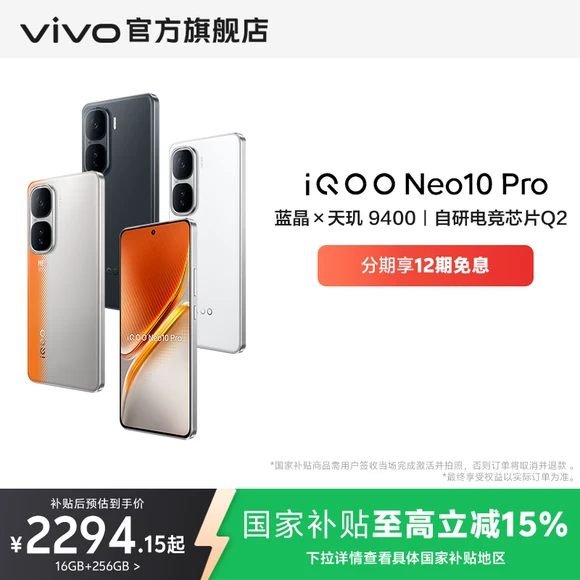 vivo 官方旗舰店
iQOO Neo10 Pro
蓝晶×天玑 9400 | 自研电竞芯片Q2
分期享12期免息
iQOO
iQOO Neo10 Pro
*国家补贴商品需用户签收当场完成激活并拍照,否则订单将取消并退款。
*最终享受权益以实际订单为准。
补贴后预估到手价
¥2294.15起
16GB+256GB >
国家补贴至高立减15%
下拉详情查看具体国家补贴地区